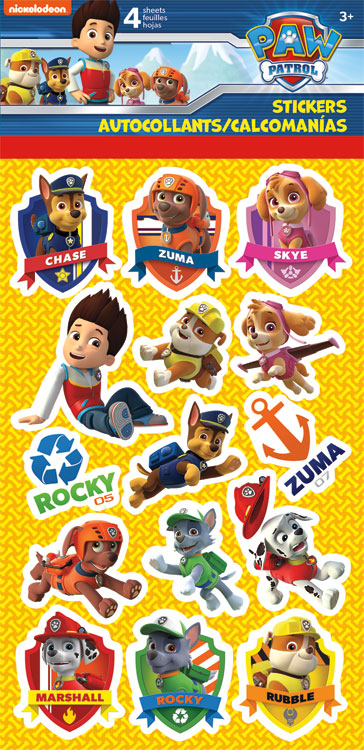 nickelodeon
4 sheets
feuilles
hojas
3+
PAW
PATROL
STICKERS
AUTOCOLLANTS/CALCOMANÍAS
CHASE
ZUMA
SKYE
ROCKY
05
ZUMA
07
MARSHALL
ROCKY
RUBBLE